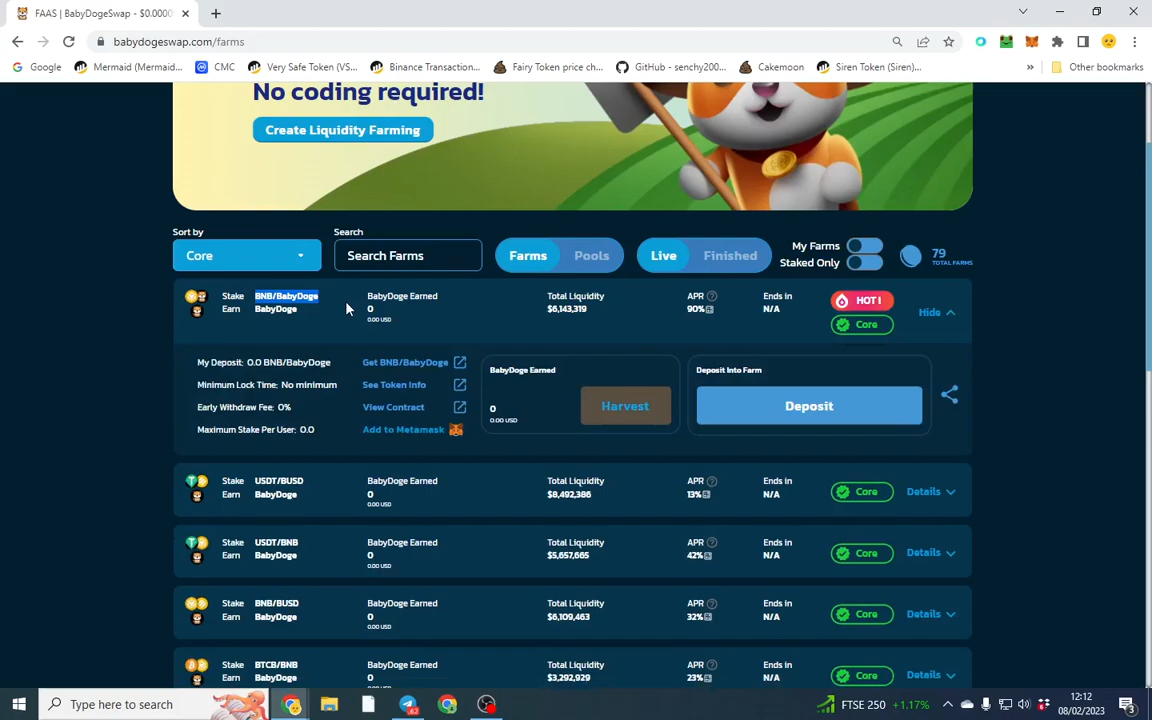 FAAS | BabyDogeSwap - $0.0000
babydogeswap.com/farms
Google
Mermaid (Mermaid...
CMC
Very Safe Token (VS...
Binance Transaction...
Fairy Token price ch...
GitHub - senchy200...
Cakemoon
Siren Token (Siren)...
»
Other bookmarks
No coding required!
Create Liquidity Farming
Sort by
Search
Core
Search Farms
Farms
Pools
Live
Finished
My Farms
Staked Only
79
TOTAL FARMS
Stake BNB/BabyDoge
Earn BabyDoge
BabyDoge Earned
0
0.00 USD
Total Liquidity
$6,143,319
APR
90%
Ends in
N/A
HOT!
Core
Hide
My Deposit: 0.0 BNB/BabyDoge
Minimum Lock Time: No minimum
Early Withdraw Fee: 0%
Maximum Stake Per User: 0.0
Get BNB/BabyDoge
See Token Info
View Contract
Add to Metamask
BabyDoge Earned
0
0.00 USD
Harvest
Deposit Into Farm
Deposit
Stake USDT/BUSD
Earn BabyDoge
BabyDoge Earned
0
0.00 USD
Total Liquidity
$8,492,386
APR
13%
Ends in
N/A
Core
Details
Stake USDT/BNB
Earn BabyDoge
BabyDoge Earned
0
0.00 USD
Total Liquidity
$5,657,665
APR
42%
Ends in
N/A
Core
Details
Stake BNB/BUSD
Earn BabyDoge
BabyDoge Earned
0
0.00 USD
Total Liquidity
$6,109,463
APR
32%
Ends in
N/A
Core
Details
Stake BTCB/BNB
Earn BabyDoge
BabyDoge Earned
0
Total Liquidity
$3,292,929
APR
23%
Ends in
N/A
Core
Details
Type here to search
FTSE 250 +1.17%
12:12
08/02/2023